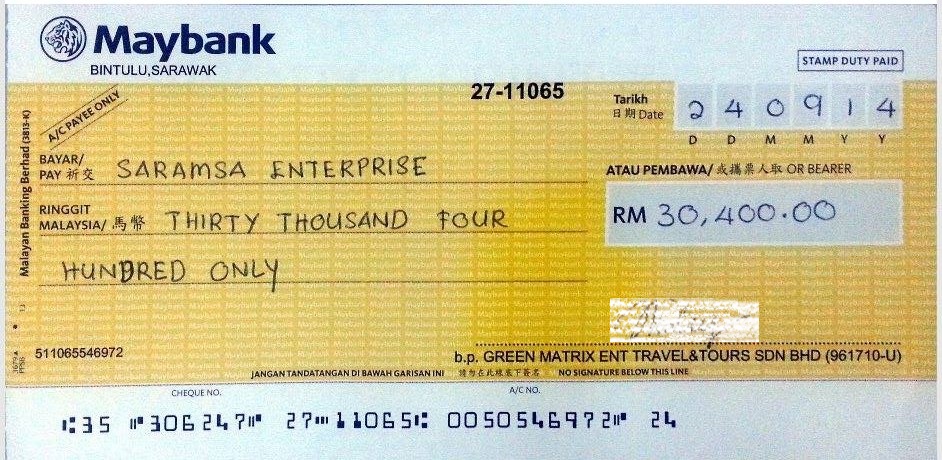 Maybank
BINTULU,SARAWAK
STAMP DUTY PAID
27-11065
A/C PAYEE ONLY
Tarikh
日期 Date
2 4 0 9 1 4
D D M M Y Y
BAYAR/
PAY 祈交 SARAMSA ENTERPRISE
ATAU PEMBAWA/ 或攜票人取 OR BEARER
RINGGIT
MALAYSIA/ 馬幣 THIRTY THOUSAND FOUR
RM 30,400.00
HUNDRED ONLY
Malayan Banking Berhad (3813-K)
511065546972
b.p. GREEN MATRIX ENT TRAVEL&TOURS SDN BHD (961710-U)
JANGAN TANDATANGAN DI BAWAH GARISAN INI 請勿在此線底下簽名 NO SIGNATURE BELOW THIS LINE
CHEQUE NO.
A/C NO.
⑆35 ⑈306247⑈ 27⑉11065⑆ 0050546972⑈ 24